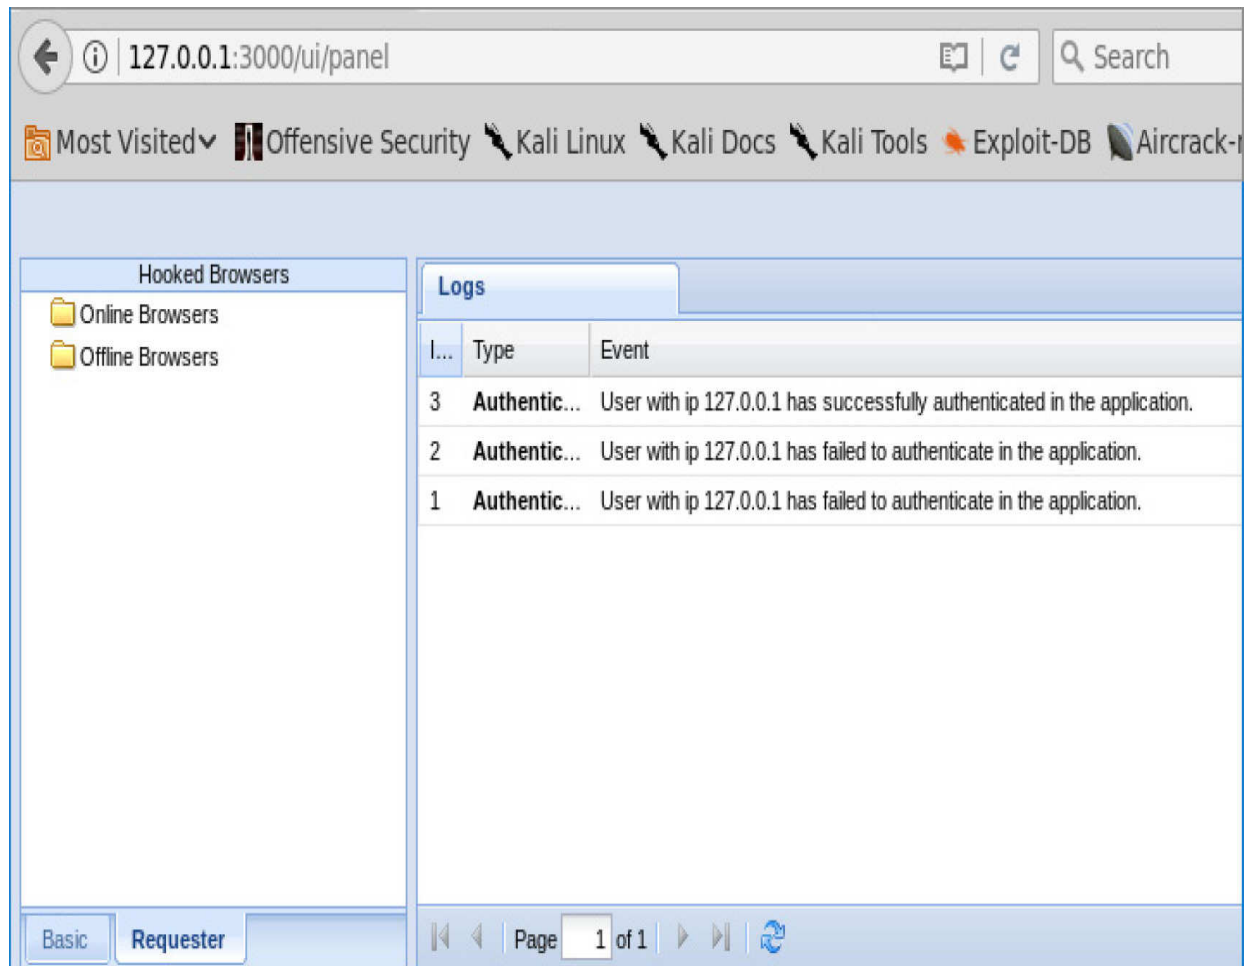 127.0.0.1:3000/ui/panel Search
Most Visited Offensive Security Kali Linux Kali Docs Kali Tools Exploit-DB Aircrack-
Hooked Browsers
Online Browsers
Offline Browsers
Basic Requester
Logs
I... Type Event
3 Authentic... User with ip 127.0.0.1 has successfully authenticated in the application.
2 Authentic... User with ip 127.0.0.1 has failed to authenticate in the application.
1 Authentic... User with ip 127.0.0.1 has failed to authenticate in the application.
Page 1 of 1